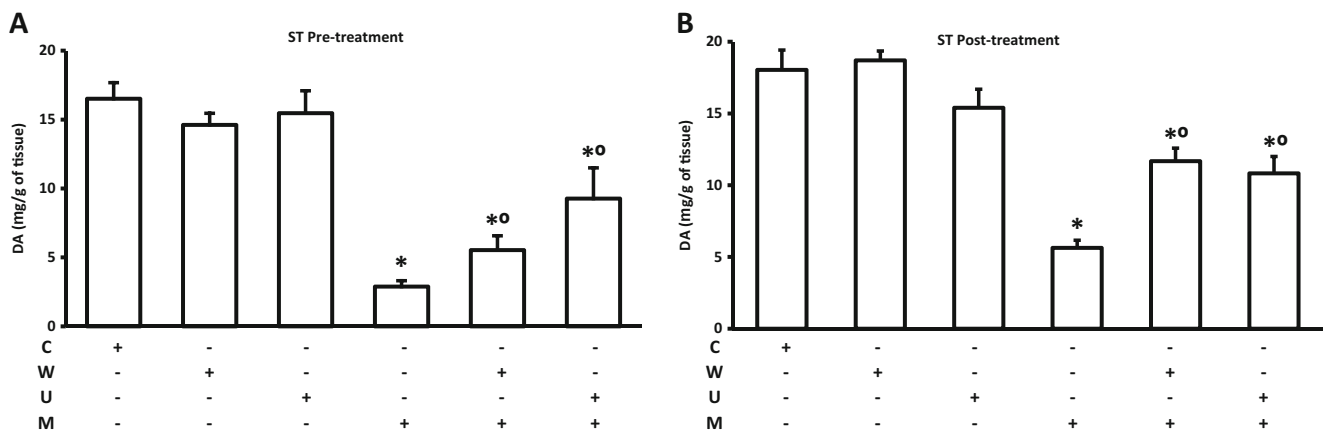 A
ST Pre-treatment
DA (mg/g of tissue)
20
15
10
5
0
*
*o
*o
C + - - - - -
W - + - - + -
U - - + - - +
M - - - + + +
B
ST Post-treatment
DA (mg/g of tissue)
20
15
10
5
0
*
*o
*o
C + - - - - -
W - + - - + -
U - - + - - +
M - - - + + +